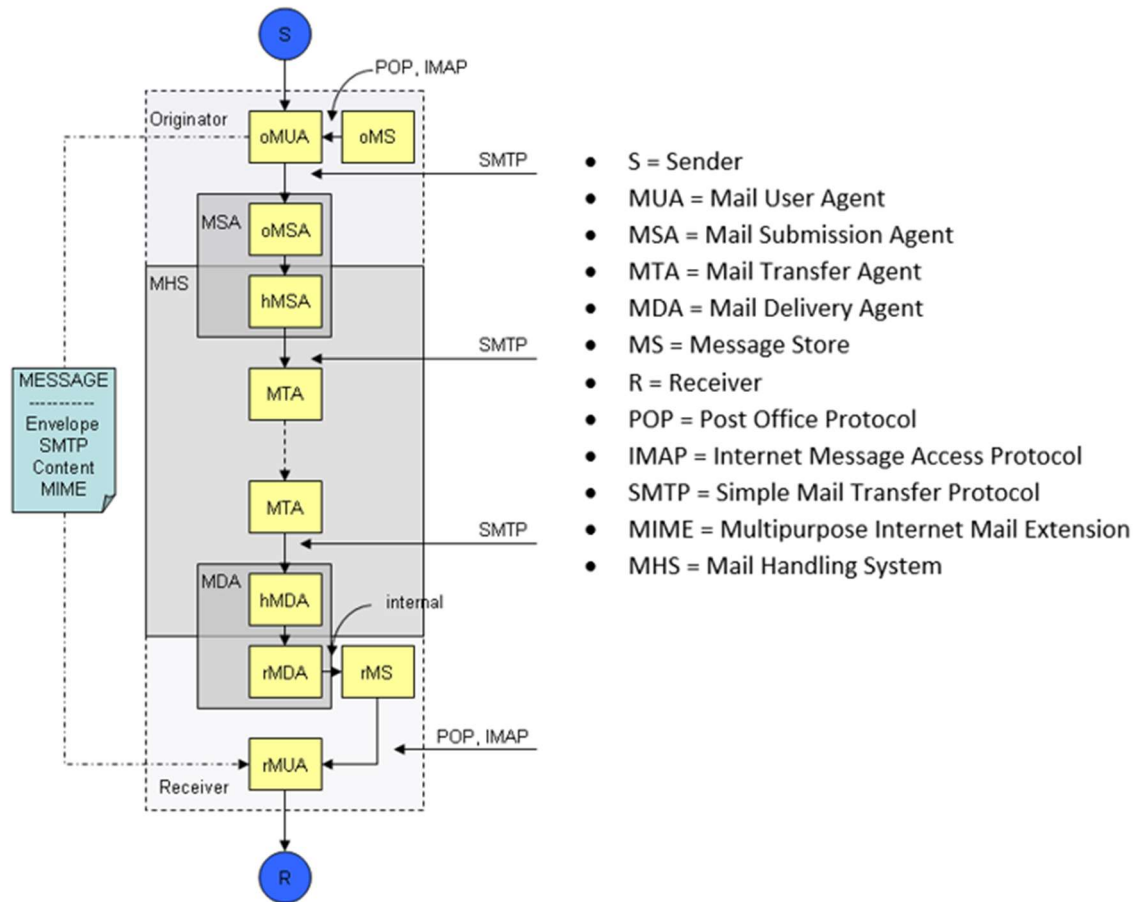 S
POP, IMAP
Originator
oMUA
oMS
SMTP
MSA
oMSA
MHS
hMSA
SMTP
MTA
MESSAGE
-----------
Envelope
SMTP
Content
MIME
MTA
SMTP
MDA
hMDA
internal
rMDA
rMS
POP, IMAP
rMUA
Receiver
R
• S = Sender
• MUA = Mail User Agent
• MSA = Mail Submission Agent
• MTA = Mail Transfer Agent
• MDA = Mail Delivery Agent
• MS = Message Store
• R = Receiver
• POP = Post Office Protocol
• IMAP = Internet Message Access Protocol
• SMTP = Simple Mail Transfer Protocol
• MIME = Multipurpose Internet Mail Extension
• MHS = Mail Handling System